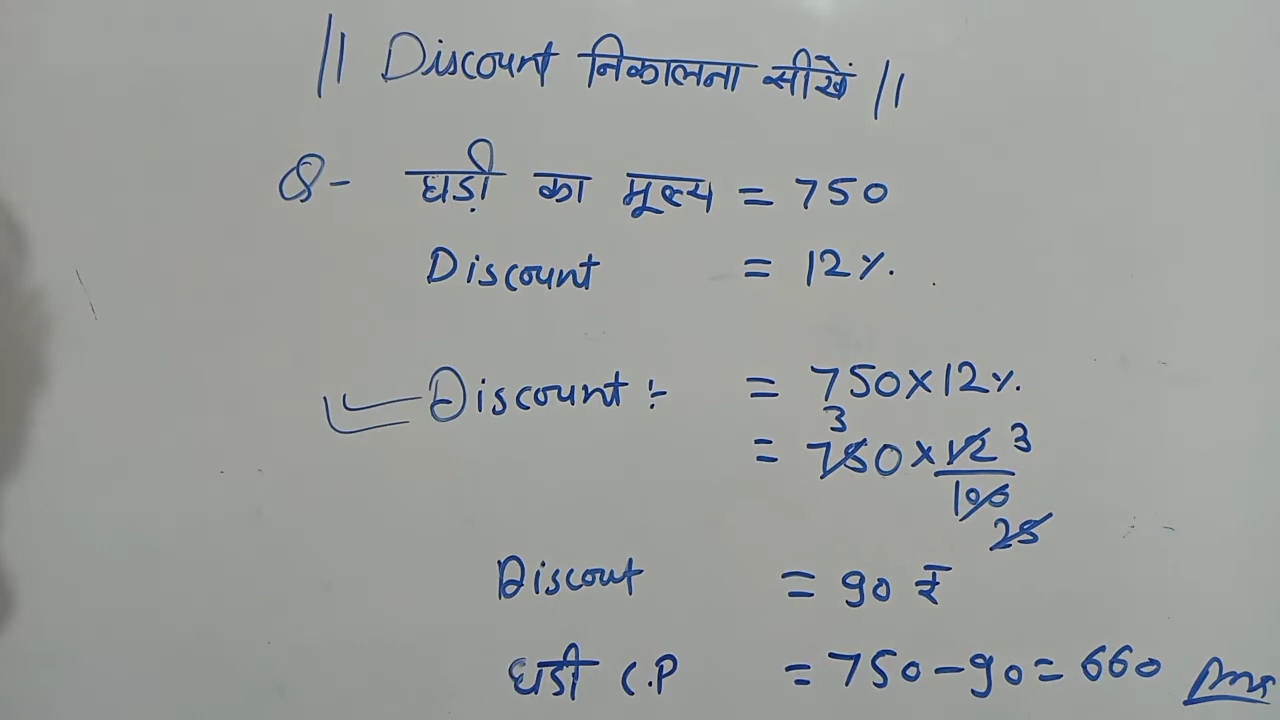 || Discount निकालना सीखें ||
Q- घड़ी का मूल्य = 750
Discount = 12%.
Discount :- = 750×12%.
3
= 750×12 3
100
25
Discout = 90 ₹
घडी C.P = 750-90=660 Ans